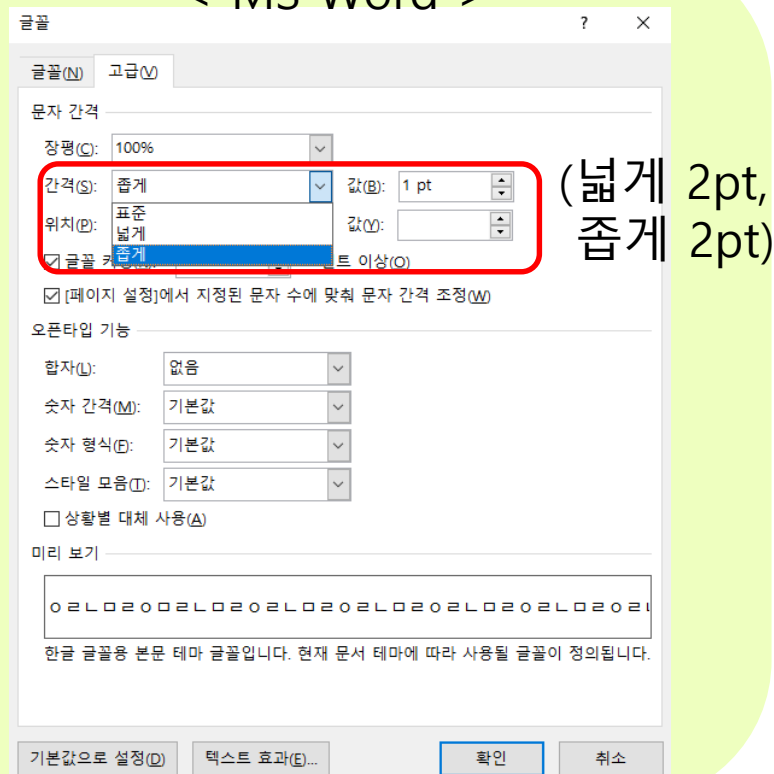 < MS Word >
글꼴 ? ×
글꼴(N) 고급(V)
문자 간격
장평(C): 100%
간격(S): 좁게 값(B): 1 pt
(넓게 2pt,
좁게 2pt)
위치(P): 값(Y):
표준
넓게
좁게
글꼴 이상(O)
[페이지 설정]에서 지정된 문자 수에 맞춰 문자 간격 조정(W)
오픈타입 기능
합자(L): 없음
숫자 간격(M): 기본값
숫자 형식(F): 기본값
스타일 모음(T): 기본값
상황별 대체 사용(A)
미리 보기
ㅇㄹㄴㅁㄹㅇㅁㄹㄴㅁㄹㅇㄹㄴㅁㄹㅇㄹㄴㅁㄹㅇㄹㄴㅁㄹㅇㄹㄴㅁㄹㅇㄹ
한글 글꼴용 본문 테마 글꼴입니다. 현재 문서 테마에 따라 사용될 글꼴이 정의됩니다.
기본값으로 설정(D) 텍스트 효과(E)... 확인 취소